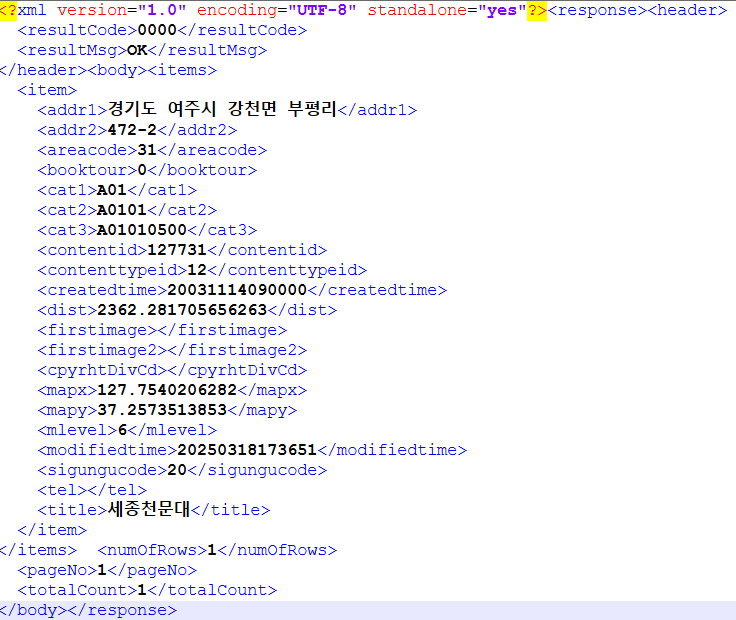 <?xml version="1.0" encoding="UTF-8" standalone="yes"?><response><header>
<resultCode>0000</resultCode>
<resultMsg>OK</resultMsg>
</header><body><items>
<item>
<addr1>경기도 여주시 강천면 부평리</addr1>
<addr2>472-2</addr2>
<areacode>31</areacode>
<booktour>0</booktour>
<cat1>A01</cat1>
<cat2>A0101</cat2>
<cat3>A01010500</cat3>
<contentid>127731</contentid>
<contenttypeid>12</contenttypeid>
<createdtime>20031114090000</createdtime>
<dist>2362.281705656263</dist>
<firstimage></firstimage>
<firstimage2></firstimage2>
<cpyrhtDivCd></cpyrhtDivCd>
<mapx>127.7540206282</mapx>
<mapy>37.2573513853</mapy>
<mlevel>6</mlevel>
<modifiedtime>20250318173651</modifiedtime>
<sigungucode>20</sigungucode>
<tel></tel>
<title>세종천문대</title>
</item>
</items>  <numOfRows>1</numOfRows>
<pageNo>1</pageNo>
<totalCount>1</totalCount>
</body></response>